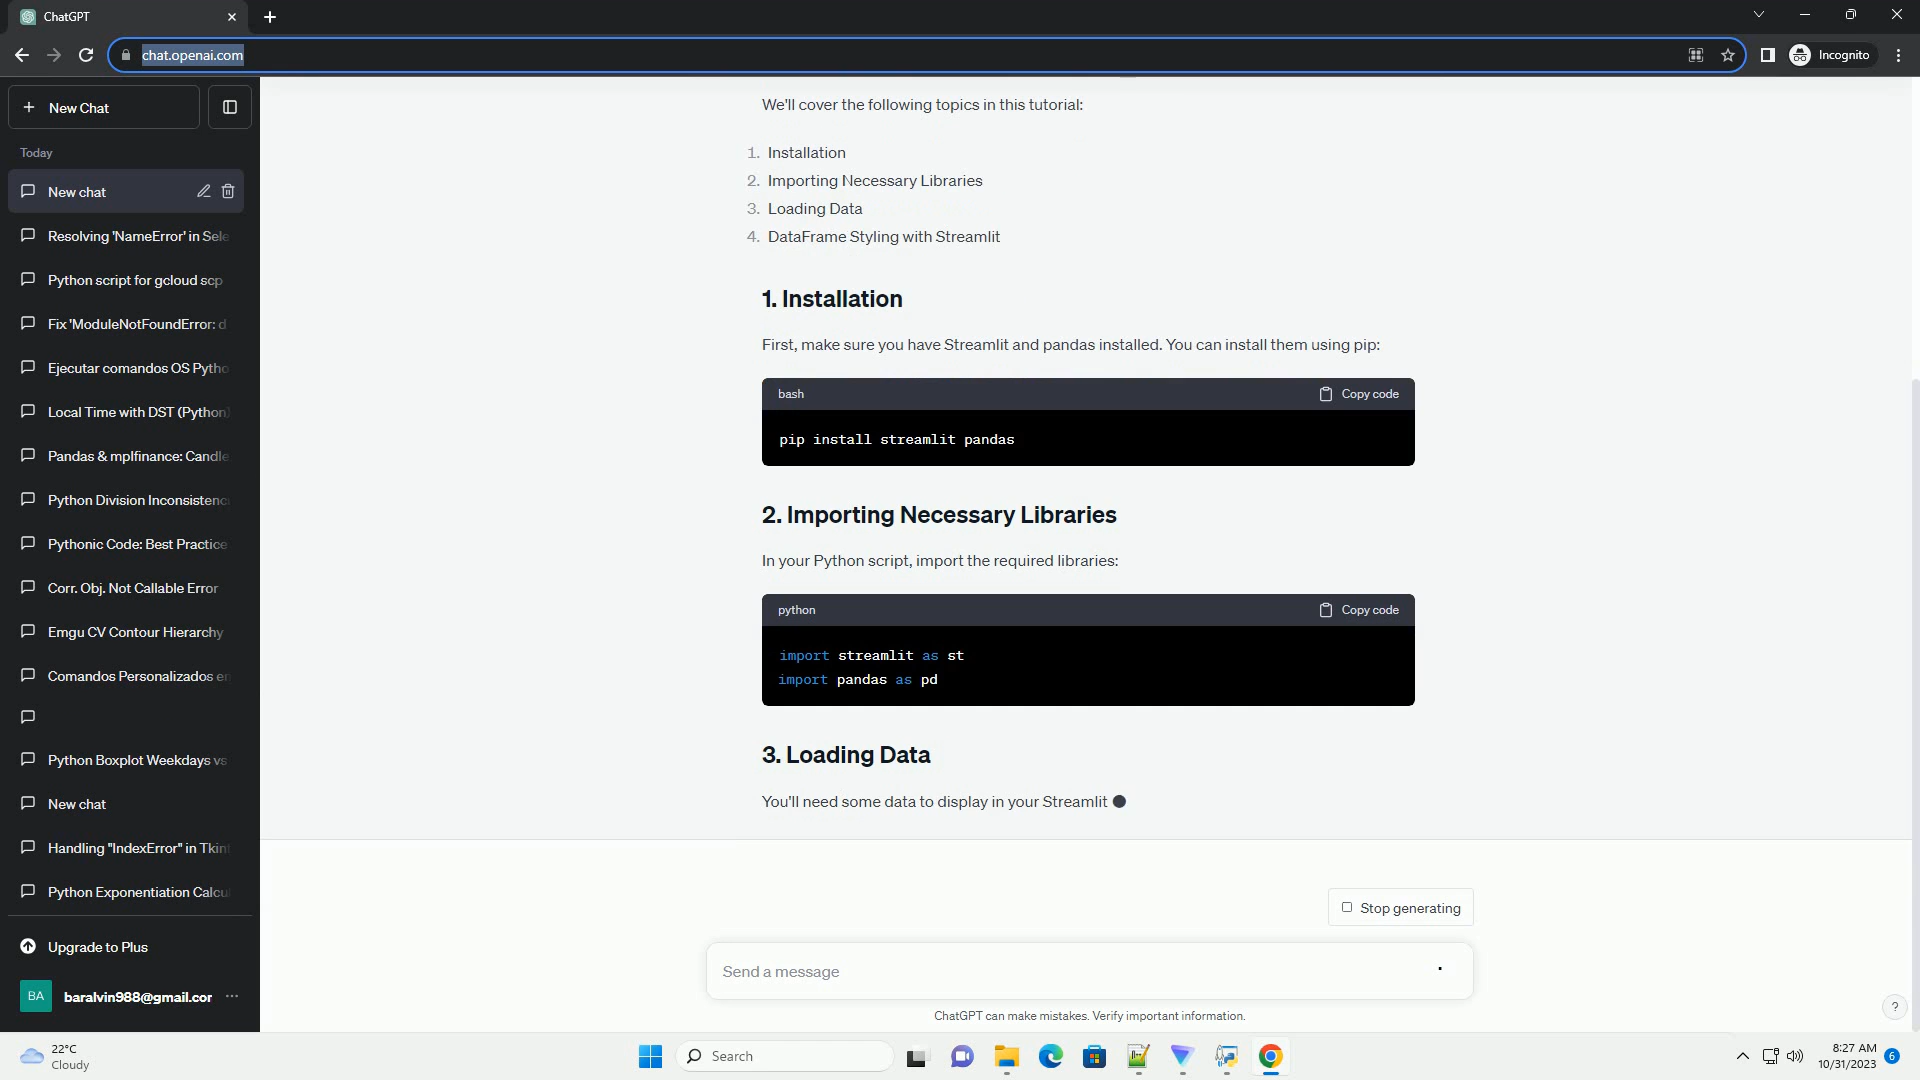 ChatGPT
chat.openai.com
Incognito
New Chat
Today
New chat
Resolving 'NameError' in Sele
Python script for gcloud scp
Fix 'ModuleNotFoundError: d
Ejecutar comandos OS Pytho
Local Time with DST (Python)
Pandas & mplfinance: Candle
Python Division Inconsistenc
Pythonic Code: Best Practice
Corr. Obj. Not Callable Error
Emgu CV Contour Hierarchy
Comandos Personalizados en
Python Boxplot Weekdays vs
New chat
Handling "IndexError" in Tkin
Python Exponentiation Calcu
Upgrade to Plus
BA
baralvin988@gmail.cor
We'll cover the following topics in this tutorial:
1. Installation
2. Importing Necessary Libraries
3. Loading Data
4. DataFrame Styling with Streamlit
1. Installation
First, make sure you have Streamlit and pandas installed. You can install them using pip:
bash
Copy code
pip install streamlit pandas
2. Importing Necessary Libraries
In your Python script, import the required libraries:
python
Copy code
import streamlit as st
import pandas as pd
3. Loading Data
You'll need some data to display in your Streamlit
Stop generating
Send a message
ChatGPT can make mistakes. Verify important information.
?
22°C
Cloudy
Search
8:27 AM
10/31/2023
6